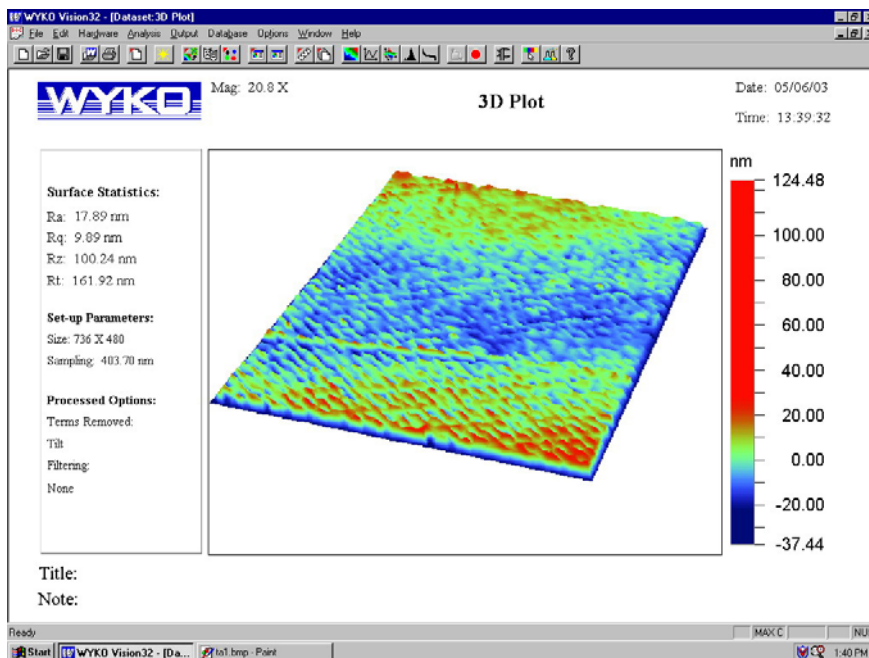 WYKO Vision32 - [Dataset:3D Plot]
File Edit Hardware Analysis Output Database Options Window Help
WYKO
Mag: 20.8 X
3D Plot
Date: 05/06/03
Time: 13:39:32
Surface Statistics:
Ra: 17.89 nm
Rq: 9.89 nm
Rz: 100.24 nm
Rt: 161.92 nm
Set-up Parameters:
Size: 736 X 480
Sampling: 403.70 nm
Processed Options:
Terms Removed:
Tilt
Filtering:
None
nm
124.48
100.00
80.00
60.00
40.00
20.00
0.00
-20.00
-37.44
Title:
Note:
Ready
MAX C
NU
Start
WYKO Vision32 - [Da...
ta1.bmp - Paint
1:40 PM